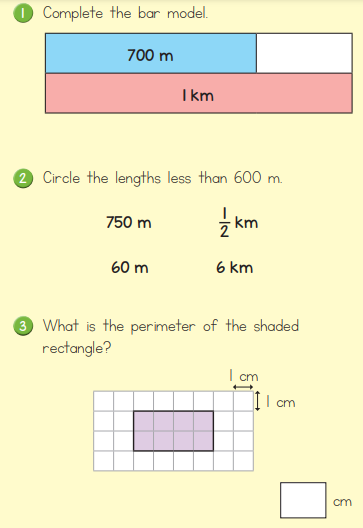 1 Complete the bar model.
700 m
1 km
2 Circle the lengths less than 600 m.
750 m 1/2 km
60 m 6 km
3 What is the perimeter of the shaded
rectangle?
1 cm
1 cm
cm